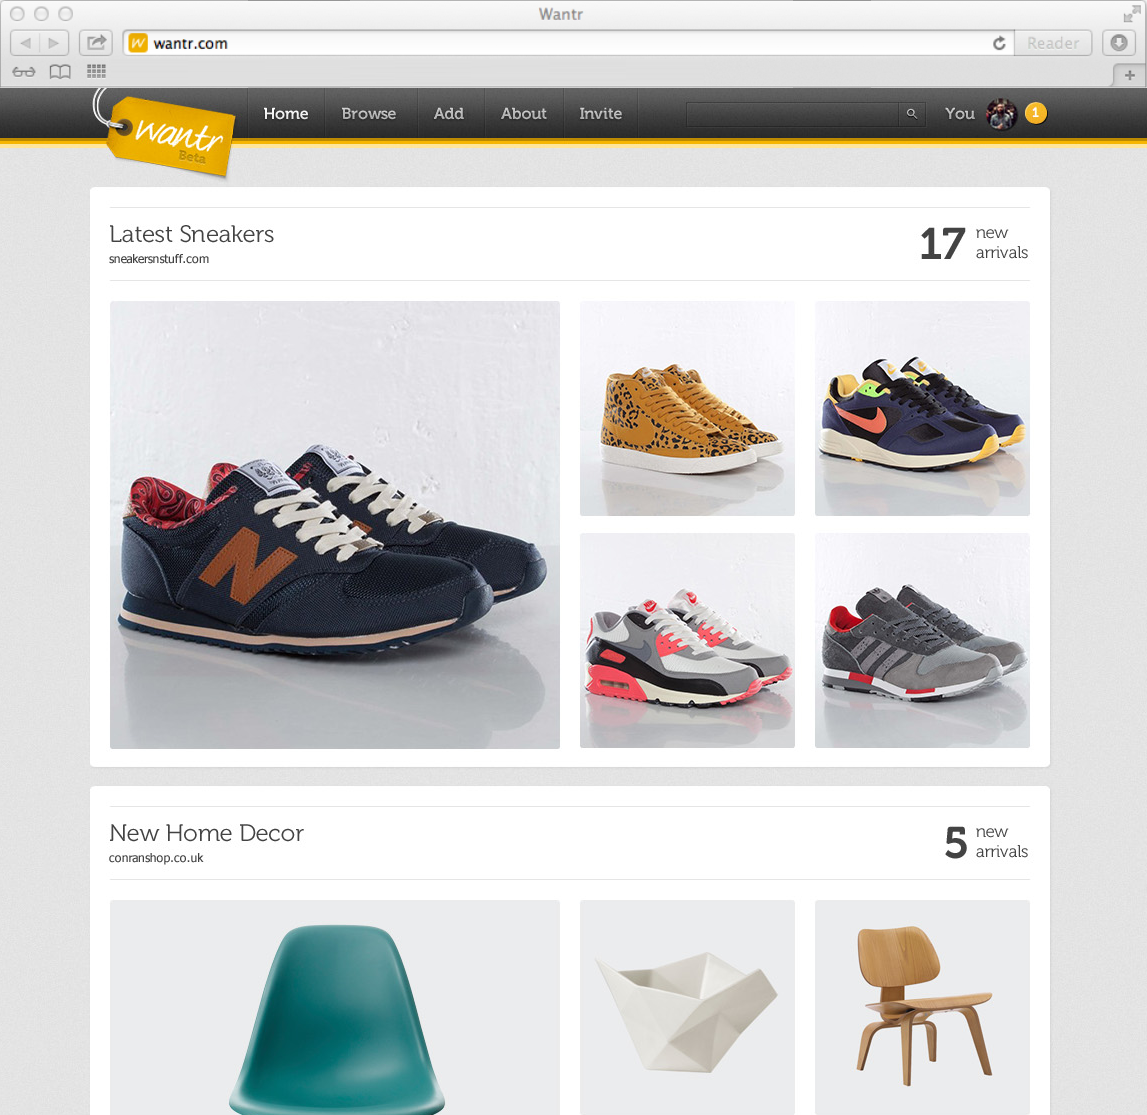 Wantr
wantr.com
Reader
wantr
Beta
Home
Browse
Add
About
Invite
You
1
Latest Sneakers
sneakersnstuff.com
17
new
arrivals
N
New Home Decor
conranshop.co.uk
5
new
arrivals